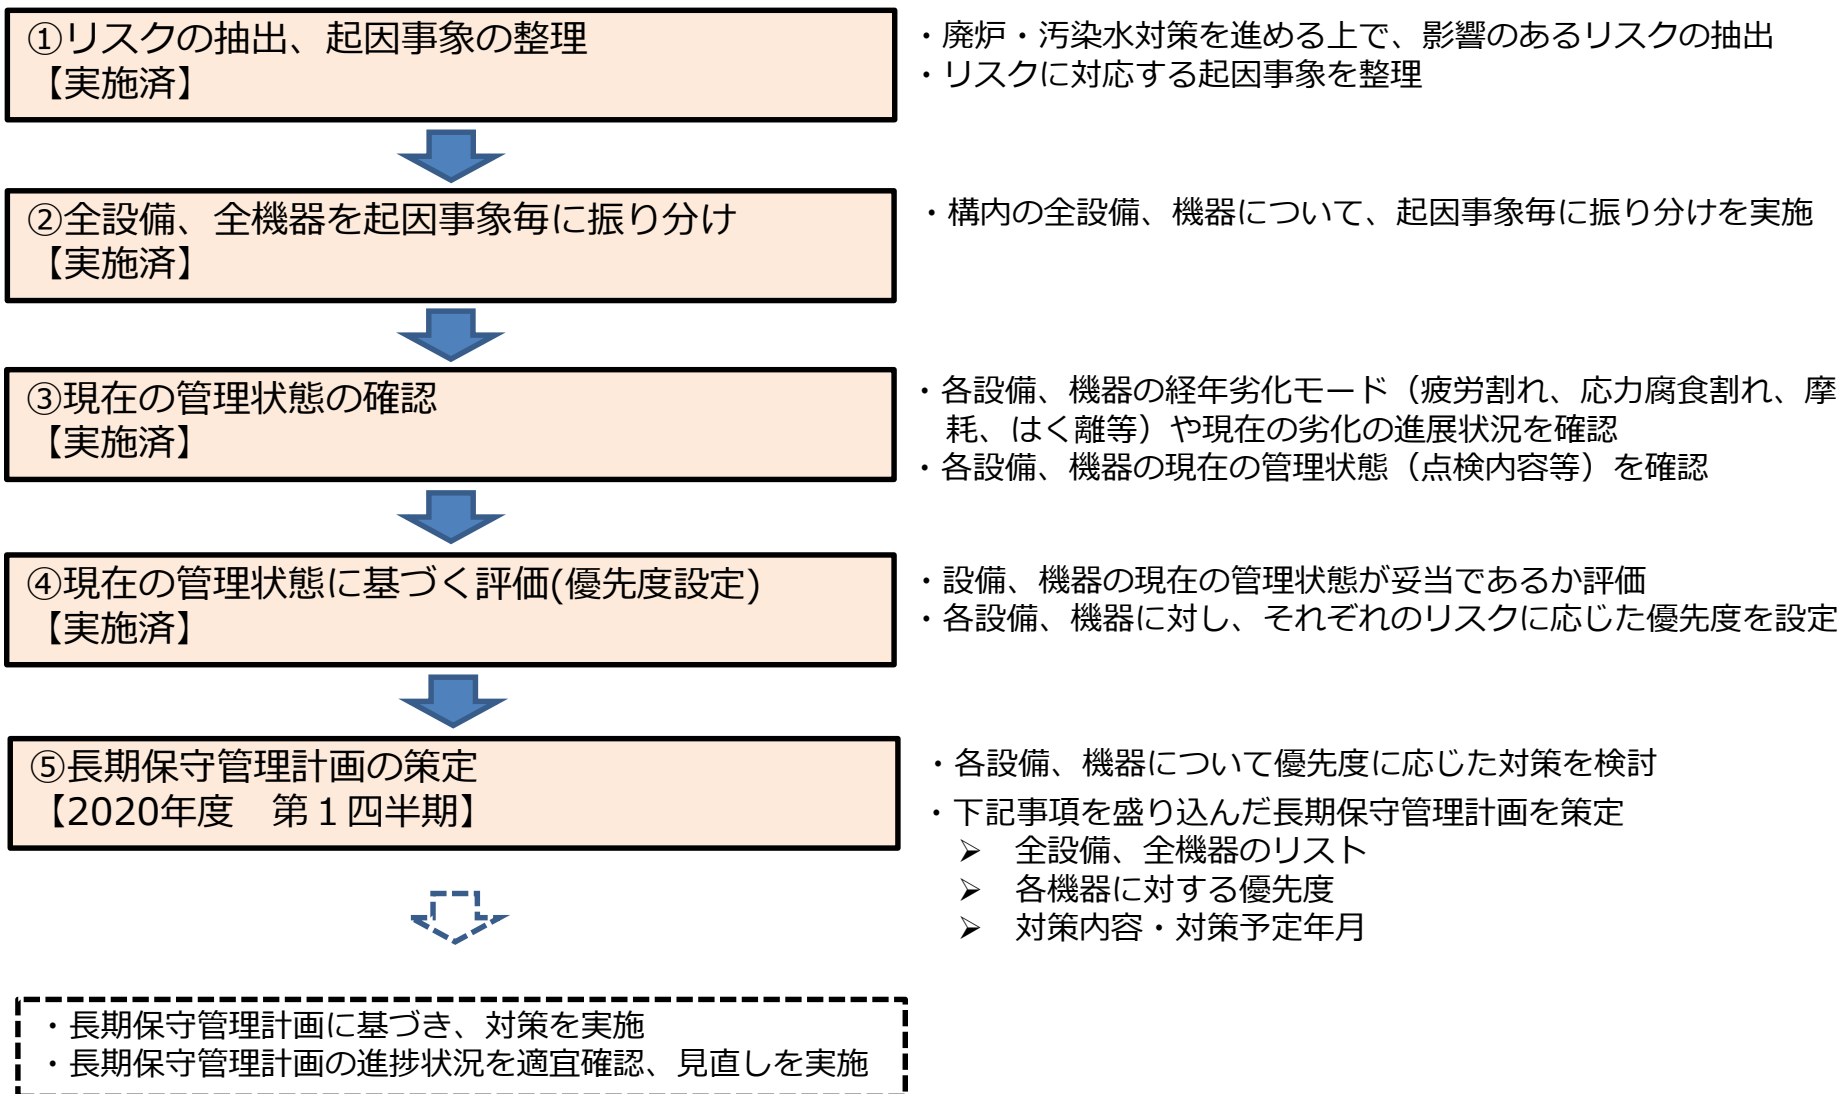 ①リスクの抽出、起因事象の整理
【実施済】
・廃炉・汚染水対策を進める上で、影響のあるリスクの抽出
・リスクに対応する起因事象を整理
②全設備、全機器を起因事象毎に振り分け
【実施済】
・構内の全設備、機器について、起因事象毎に振り分けを実施
③現在の管理状態の確認
【実施済】
・各設備、機器の経年劣化モード（疲労割れ、応力腐食割れ、摩
耗、はく離等）や現在の劣化の進展状況を確認
・各設備、機器の現在の管理状態（点検内容等）を確認
④現在の管理状態に基づく評価(優先度設定)
【実施済】
・設備、機器の現在の管理状態が妥当であるか評価
・各設備、機器に対し、それぞれのリスクに応じた優先度を設定
⑤長期保守管理計画の策定
【2020年度　第１四半期】
・各設備、機器について優先度に応じた対策を検討
・下記事項を盛り込んだ長期保守管理計画を策定
➢ 全設備、全機器のリスト
➢ 各機器に対する優先度
➢ 対策内容・対策予定年月
・長期保守管理計画に基づき、対策を実施
・長期保守管理計画の進捗状況を適宜確認、見直しを実施